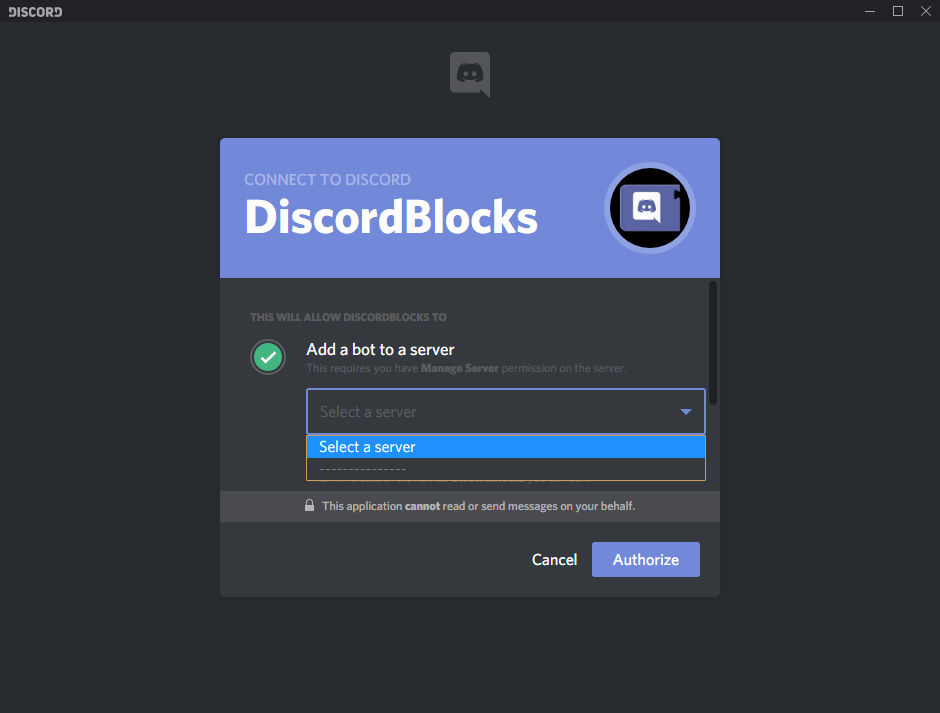 DISCORD
CONNECT TO DISCORD
DiscordBlocks
THIS WILL ALLOW DISCORDBLOCKS TO
Add a bot to a server
This requires you have Manage Server permission on the server.
Select a server
Select a server
---------------
This application cannot read or send messages on your behalf.
Cancel
Authorize